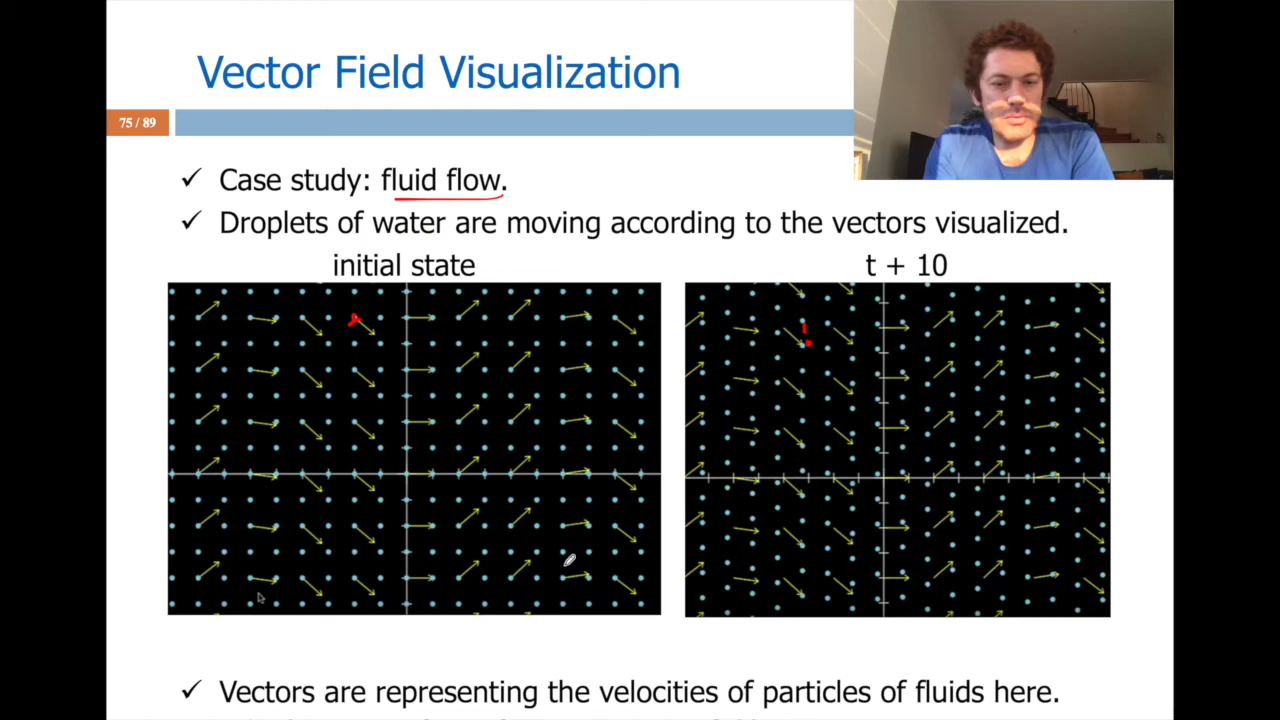 Vector Field Visualization
75 / 89
✓ Case study: fluid flow.
✓ Droplets of water are moving according to the vectors visualized.
initial state
t + 10
✓ Vectors are representing the velocities of particles of fluids here.